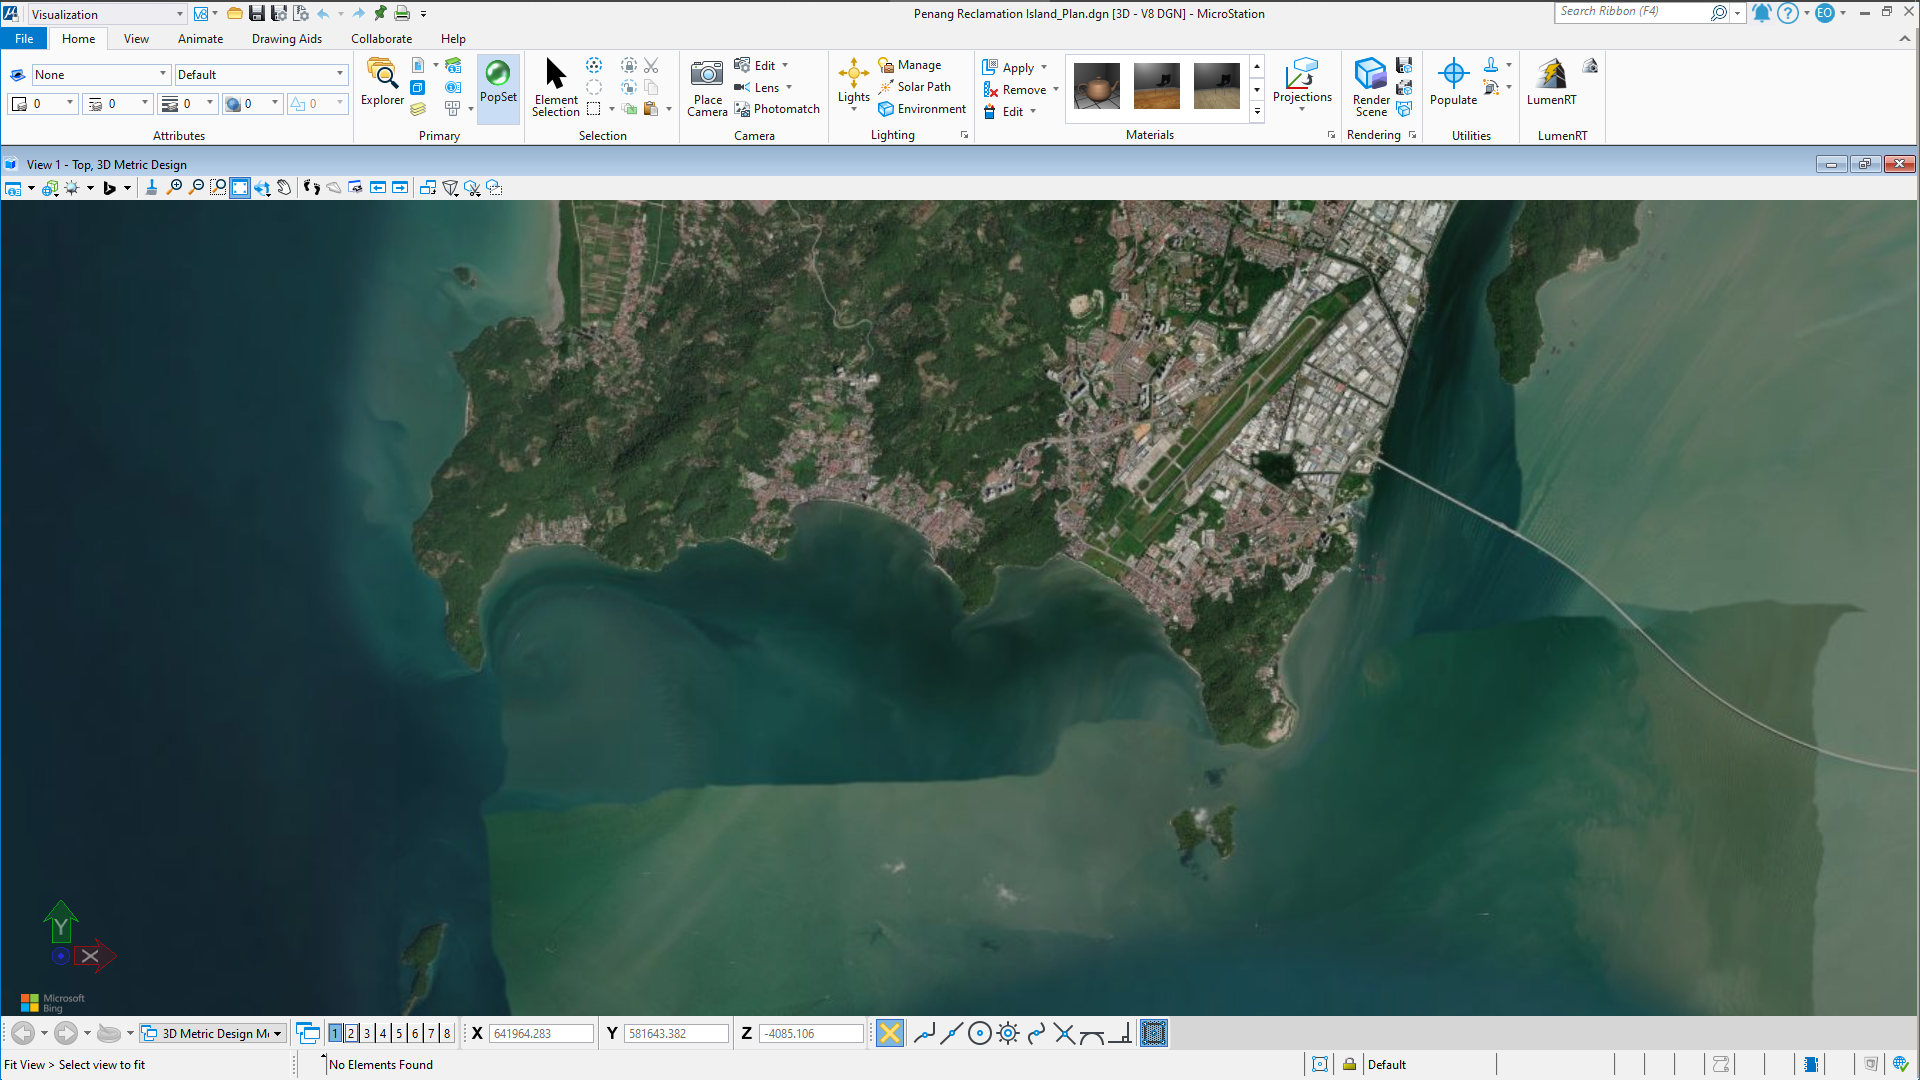 Visualization
Penang Reclamation Island_Plan.dgn [3D - V8 DGN] - MicroStation
Search Ribbon (F4)
EO
File Home View Animate Drawing Aids Collaborate Help
None Default
0 0 0 0 0
Attributes
Explorer
PopSet
Primary
Element Selection
Selection
Place Camera
Edit
Lens
Photomatch
Camera
Lights
Manage
Solar Path
Environment
Lighting
Apply
Remove
Edit
Materials
Projections
Render Scene
Rendering
Populate
Utilities
LumenRT
LumenRT
View 1 - Top, 3D Metric Design
Y
X
Microsoft
Bing
3D Metric Design M
1 2 3 4 5 6 7 8
X 641964.283 Y 581643.382 Z -4085.106
Fit View > Select view to fit
No Elements Found
Default